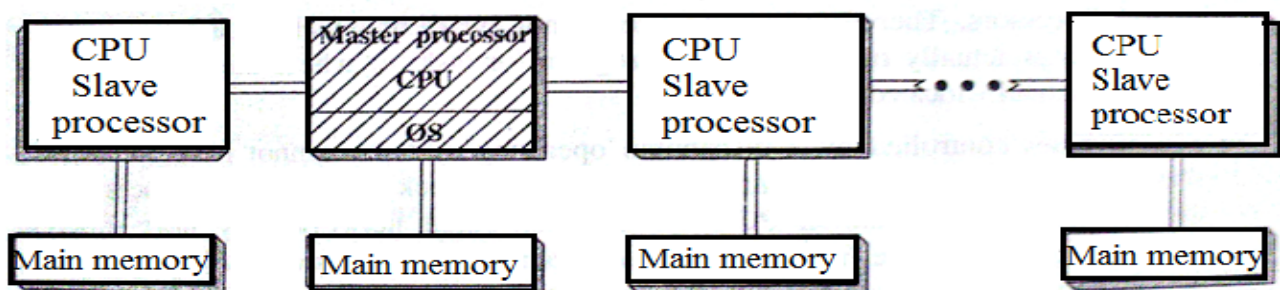 CPU
Slave
processor
Master processor
CPU
OS
CPU
Slave
processor
CPU
Slave
processor
Main memory
Main memory
Main memory
Main memory